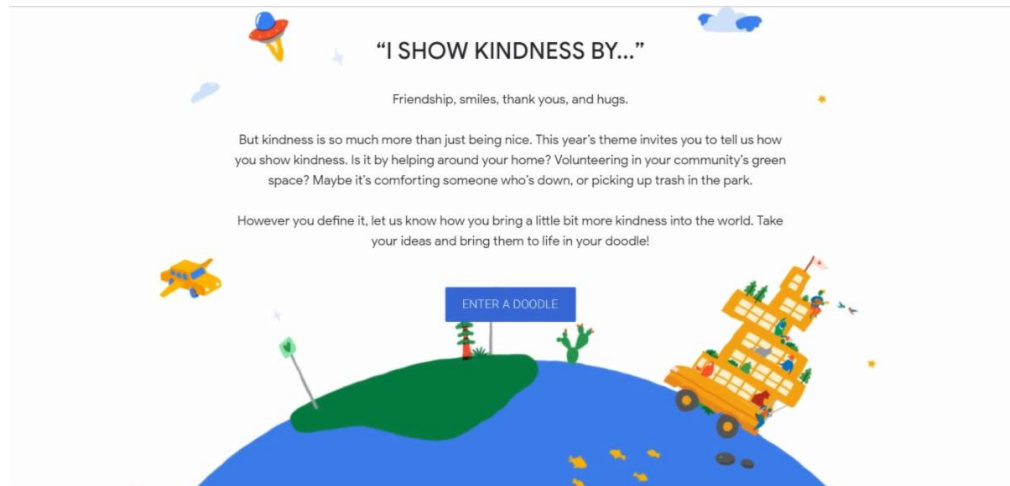 “I SHOW KINDNESS BY...”
Friendship, smiles, thank yous, and hugs.
But kindness is so much more than just being nice. This year’s theme invites you to tell us how
you show kindness. Is it by helping around your home? Volunteering in your community’s green
space? Maybe it’s comforting someone who’s down, or picking up trash in the park.
However you define it, let us know how you bring a little bit more kindness into the world. Take
your ideas and bring them to life in your doodle!
ENTER A DOODLE